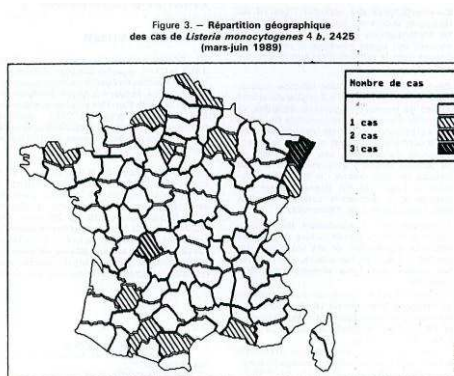 Figure 3. — Répartition géographique
des cas de Listeria monocytogenes 4 b, 2425
(mars-juin 1989)
Nombre de cas
1 cas
2 cas
3 cas